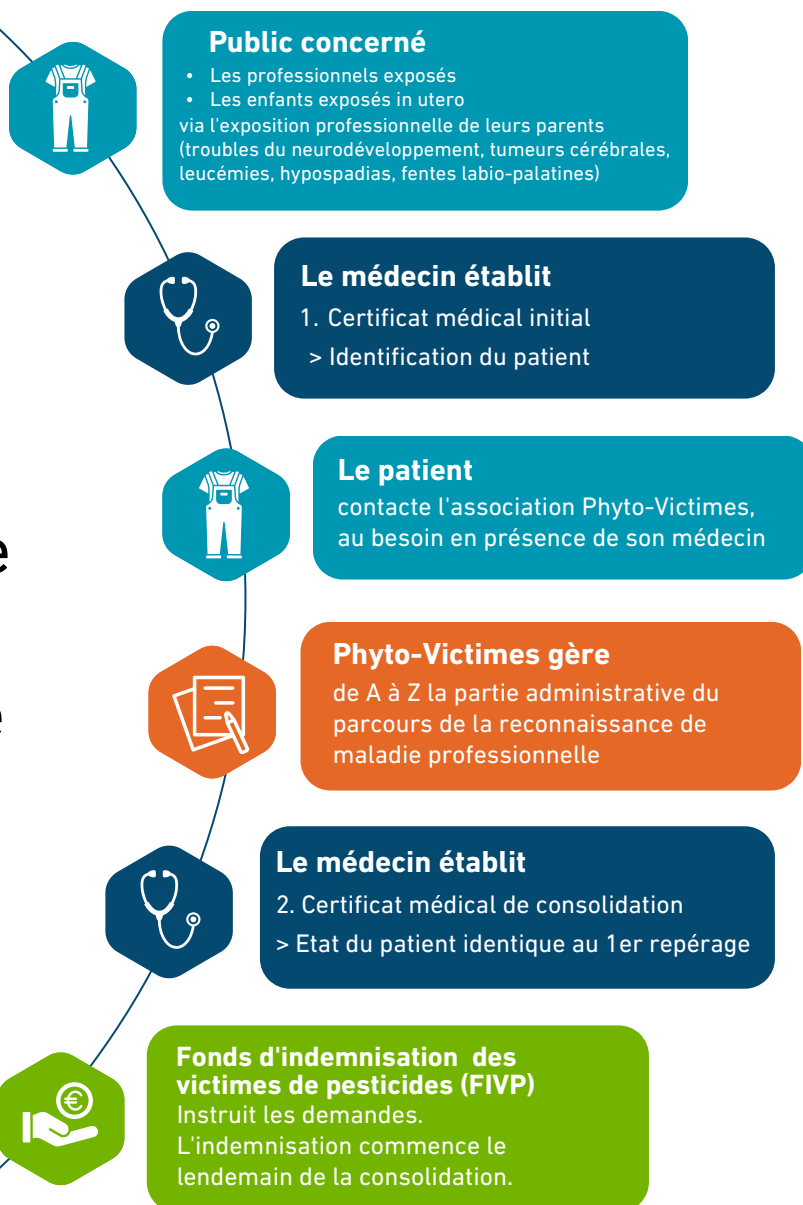 Public concerné
• Les professionnels exposés
• Les enfants exposés in utero
via l'exposition professionnelle de leurs parents
(troubles du neurodéveloppement, tumeurs cérébrales,
leucémies, hypospadias, fentes labio-palatines)
Le médecin établit
1. Certificat médical initial
> Identification du patient
Le patient
contacte l'association Phyto-Victimes,
au besoin en présence de son médecin
Phyto-Victimes gère
de A à Z la partie administrative du
parcours de la reconnaissance de
maladie professionnelle
Le médecin établit
2. Certificat médical de consolidation
> Etat du patient identique au 1er repérage
Fonds d'indemnisation des
victimes de pesticides (FIVP)
Instruit les demandes.
L'indemnisation commence le
lendemain de la consolidation.